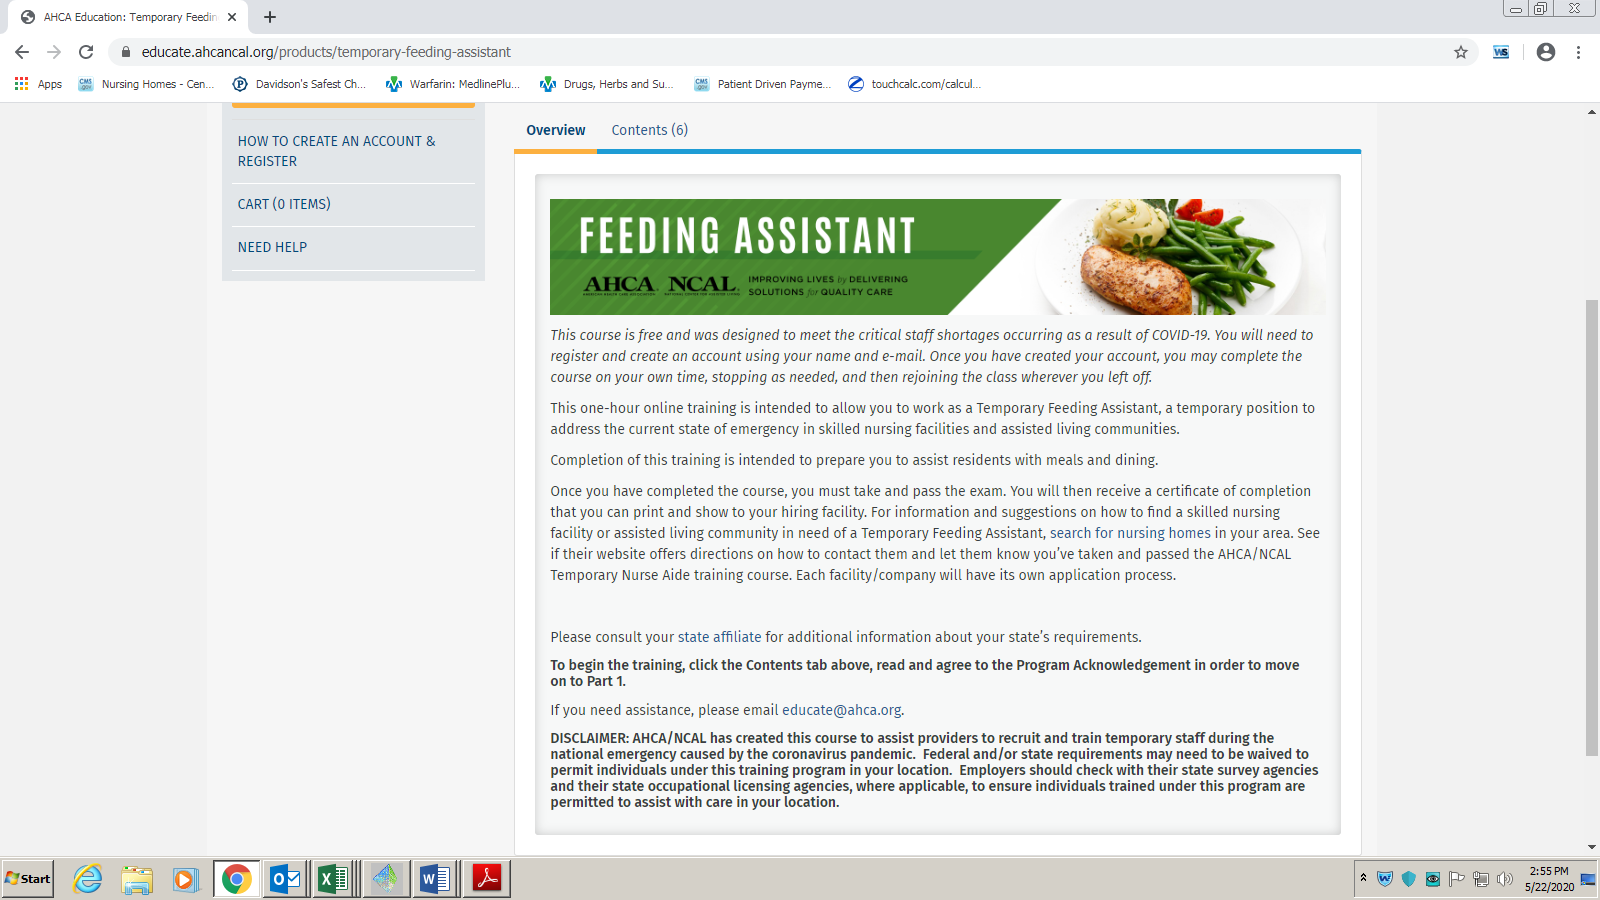 AHCA Education: Temporary Feedin
educate.ahcancal.org/products/temporary-feeding-assistant
Apps
Nursing Homes - Cen...
Davidson's Safest Ch...
Warfarin: MedlinePlu...
Drugs, Herbs and Su...
Patient Driven Payme...
touchcalc.com/calcul...
HOW TO CREATE AN ACCOUNT &
REGISTER
CART (0 ITEMS)
NEED HELP
Overview
Contents (6)
FEEDING ASSISTANT
AHCA NCAL
IMPROVING LIVES by DELIVERING
SOLUTIONS for QUALITY CARE
This course is free and was designed to meet the critical staff shortages occurring as a result of COVID-19. You will need to
register and create an account using your name and e-mail. Once you have created your account, you may complete the
course on your own time, stopping as needed, and then rejoining the class wherever you left off.
This one-hour online training is intended to allow you to work as a Temporary Feeding Assistant, a temporary position to
address the current state of emergency in skilled nursing facilities and assisted living communities.
Completion of this training is intended to prepare you to assist residents with meals and dining.
Once you have completed the course, you must take and pass the exam. You will then receive a certificate of completion
that you can print and show to your hiring facility. For information and suggestions on how to find a skilled nursing
facility or assisted living community in need of a Temporary Feeding Assistant, search for nursing homes in your area. See
if their website offers directions on how to contact them and let them know you've taken and passed the AHCA/NCAL
Temporary Nurse Aide training course. Each facility/company will have its own application process.
Please consult your state affiliate for additional information about your state's requirements.
To begin the training, click the Contents tab above, read and agree to the Program Acknowledgement in order to move
on to Part 1.
If you need assistance, please email educate@ahca.org.
DISCLAIMER: AHCA/NCAL has created this course to assist providers to recruit and train temporary staff during the
national emergency caused by the coronavirus pandemic.  Federal and/or state requirements may need to be waived to
permit individuals under this training program in your location.  Employers should check with their state survey agencies
and their state occupational licensing agencies, where applicable, to ensure individuals trained under this program are
permitted to assist with care in your location.
Start
2:55 PM
5/22/2020